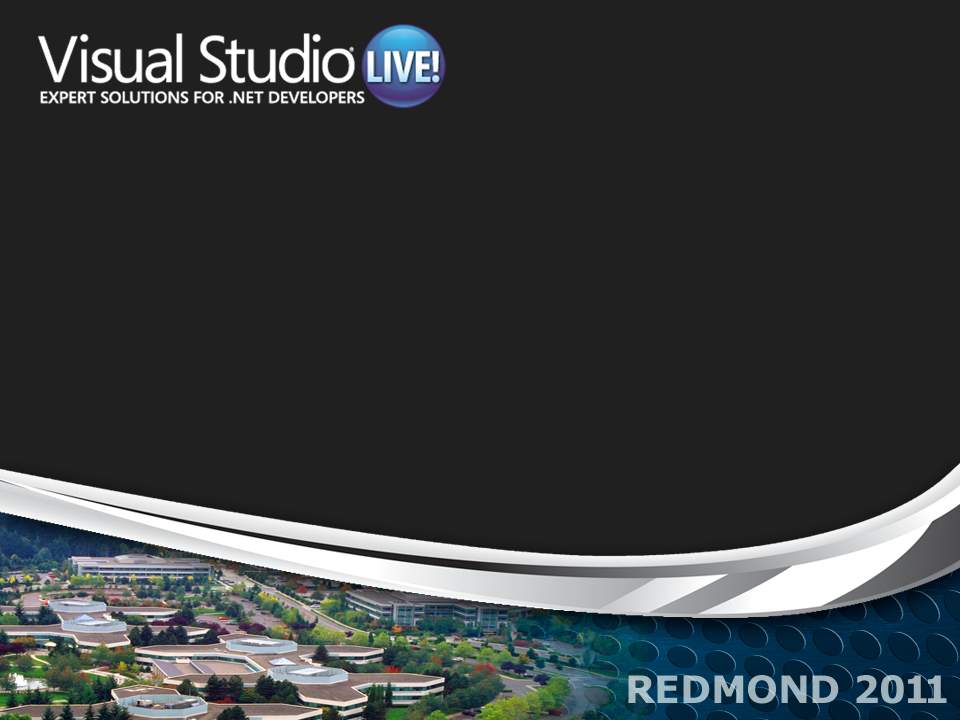 Visual Studio® LIVE!
EXPERT SOLUTIONS FOR .NET DEVELOPERS
REDMOND 2011